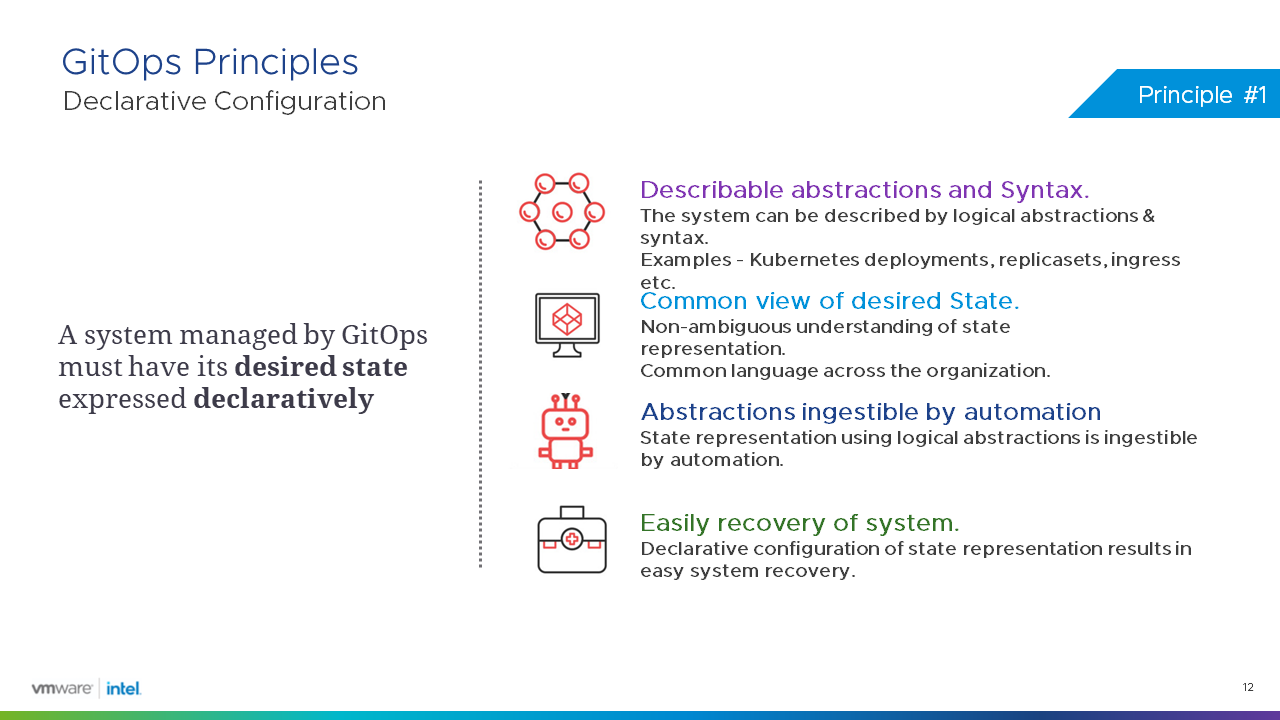 GitOps Principles
Declarative Configuration
Principle #1
A system managed by GitOps
must have its desired state
expressed declaratively
Describable abstractions and Syntax.
The system can be described by logical abstractions &
syntax.
Examples - Kubernetes deployments, replicasets, ingress
etc.
Common view of desired State.
Non-ambiguous understanding of state
representation.
Common language across the organization.
Abstractions ingestible by automation
State representation using logical abstractions is ingestible
by automation.
Easily recovery of system.
Declarative configuration of state representation results in
easy system recovery.
vmware intel.
12